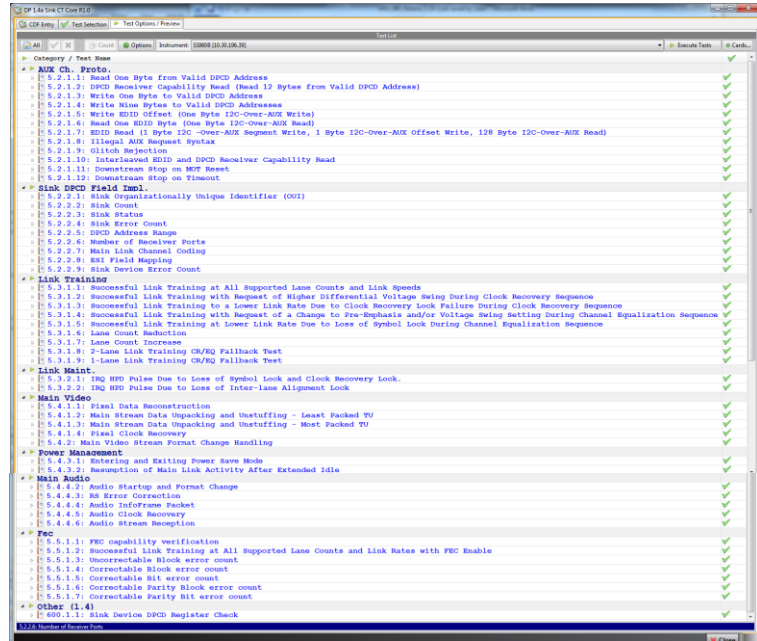 DP 1.4a Sink CT Core R1.0
CDF Entry Test Selection Test Options / Preview
Test List
All Count Options Instrument: 980B [10.30.196.38] Execute Tests Cards...
Category / Test Name
AUX Ch. Proto.
5.2.1.1: Read One Byte from Valid DPCD Address
5.2.1.2: DPCD Receiver Capability Read (Read 12 Bytes from Valid DPCD Address)
5.2.1.3: Write One Byte to Valid DPCD Address
5.2.1.4: Write Nine Bytes to Valid DPCD Addresses
5.2.1.5: Write EDID Offset (One Byte I2C-Over-AUX Write)
5.2.1.6: Read One EDID Byte (One Byte I2C-Over-AUX Read)
5.2.1.7: EDID Read (1 Byte I2C -Over-AUX Segment Write, 1 Byte I2C-Over-AUX Offset Write, 128 Byte I2C-Over-AUX Read)
5.2.1.8: Illegal AUX Request Syntax
5.2.1.9: Glitch Rejection
5.2.1.10: Interleaved EDID and DPCD Receiver Capability Read
5.2.1.11: Downstream Stop on MOT Reset
5.2.1.12: Downstream Stop on Timeout
Sink DPCD Field Impl.
5.2.2.1: Sink Organizationally Unique Identifier (OUI)
5.2.2.2: Sink Count
5.2.2.3: Sink Status
5.2.2.4: Sink Error Count
5.2.2.5: DPCD Address Range
5.2.2.6: Number of Receiver Ports
5.2.2.7: Main Link Channel Coding
5.2.2.8: ESI Field Mapping
5.2.2.9: Sink Device Error Count
Link Training
5.3.1.1: Successful Link Training at All Supported Lane Counts and Link Speeds
5.3.1.2: Successful Link Training with Request of Higher Differential Voltage Swing During Clock Recovery Sequence
5.3.1.3: Successful Link Training to a Lower Link Rate Due to Clock Recovery Lock Failure During Clock Recovery Sequence
5.3.1.4: Successful Link Training with Request of a Change to Pre-Emphasis and/or Voltage Swing Setting During Channel Equalization Sequence
5.3.1.5: Successful Link Training at Lower Link Rate Due to Loss of Symbol Lock During Channel Equalization Sequence
5.3.1.6: Lane Count Reduction
5.3.1.7: Lane Count Increase
5.3.1.8: 2-Lane Link Training CR/EQ Fallback Test
5.3.1.9: 1-Lane Link Training CR/EQ Fallback Test
Link Maint.
5.3.2.1: IRQ HPD Pulse Due to Loss of Symbol Lock and Clock Recovery Lock.
5.3.2.2: IRQ HPD Pulse Due to Loss of Inter-lane Alignment Lock
Main Video
5.4.1.1: Pixel Data Reconstruction
5.4.1.2: Main Stream Data Unpacking and Unstuffing - Least Packed TU
5.4.1.3: Main Stream Data Unpacking and Unstuffing - Most Packed TU
5.4.1.4: Pixel Clock Recovery
5.4.2: Main Video Stream Format Change Handling
Power Management
5.4.3.1: Entering and Exiting Power Save Mode
5.4.3.2: Resumption of Main Link Activity After Extended Idle
Main Audio
5.4.4.2: Audio Startup and Format Change
5.4.4.3: RS Error Correction
5.4.4.4: Audio InfoFrame Packet
5.4.4.5: Audio Clock Recovery
5.4.4.6: Audio Stream Reception
Fec
5.5.1.1: FEC capability verification
5.5.1.2: Successful Link Training at All Supported Lane Counts and Link Rates with FEC Enable
5.5.1.3: Uncorrectable Block error count
5.5.1.4: Correctable Block error count
5.5.1.5: Correctable Bit error count
5.5.1.6: Correctable Parity Block error count
5.5.1.7: Correctable Parity Bit error count
Other (1.4)
600.1.1: Sink Device DPCD Register Check
5.2.2.6: Number of Receiver Ports
Close